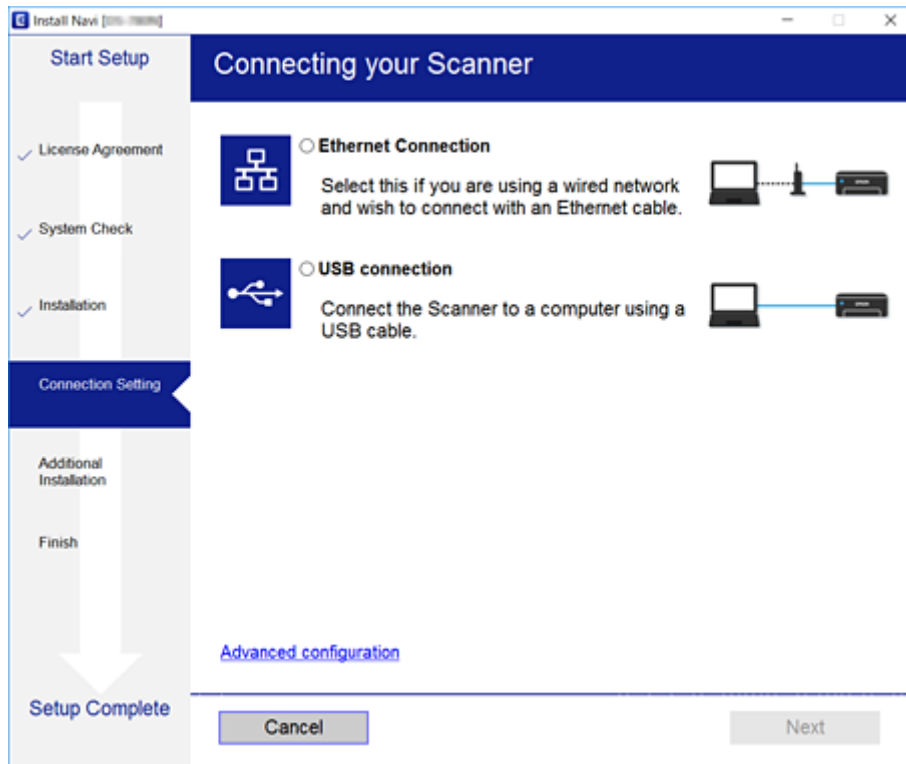 Install Navi
Start Setup
License Agreement
System Check
Installation
Connection Setting
Additional
Installation
Finish
Setup Complete
Connecting your Scanner
Ethernet Connection
Select this if you are using a wired network
and wish to connect with an Ethernet cable.
USB connection
Connect the Scanner to a computer using a
USB cable.
Advanced configuration
Cancel
Next